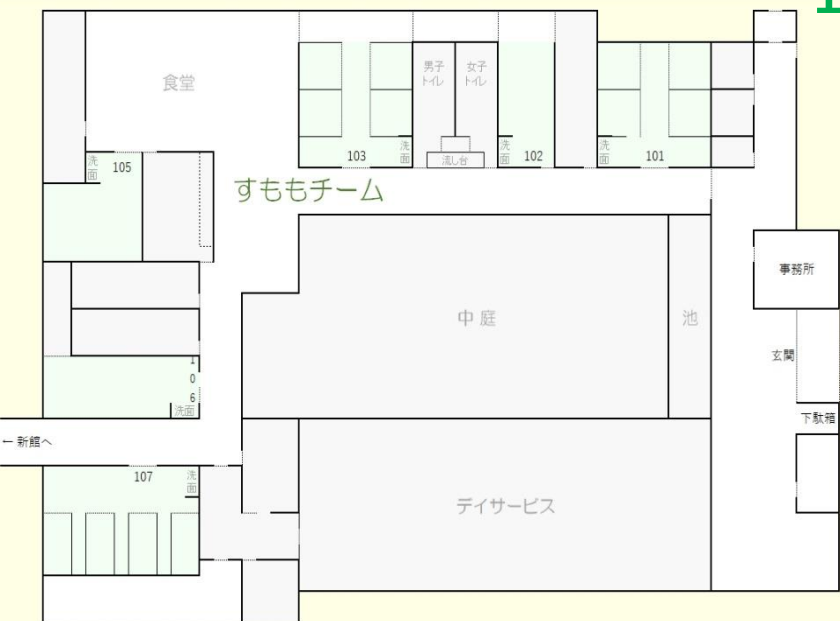 1
食堂
男子
トイレ
女子
トイレ
洗面
103
流し台
洗面
102
洗面
101
洗面
105
すももチーム
事務所
中庭
池
玄関
106
洗面
下駄箱
← 新館へ
107
洗面
デイサービス